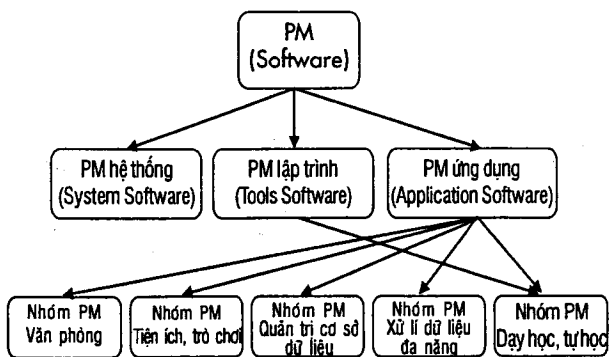 PM
(Software)
PM hệ thống
(System Software)
PM lập trình
(Tools Software)
PM ứng dụng
(Application Software)
Nhóm PM
Văn phòng
Nhóm PM
Tiện ích, trò chơi
Nhóm PM
Quản trị cơ sở
dữ liệu
Nhóm PM
Xử lí dữ liệu
đa năng
Nhóm PM
Dạy học, tự học